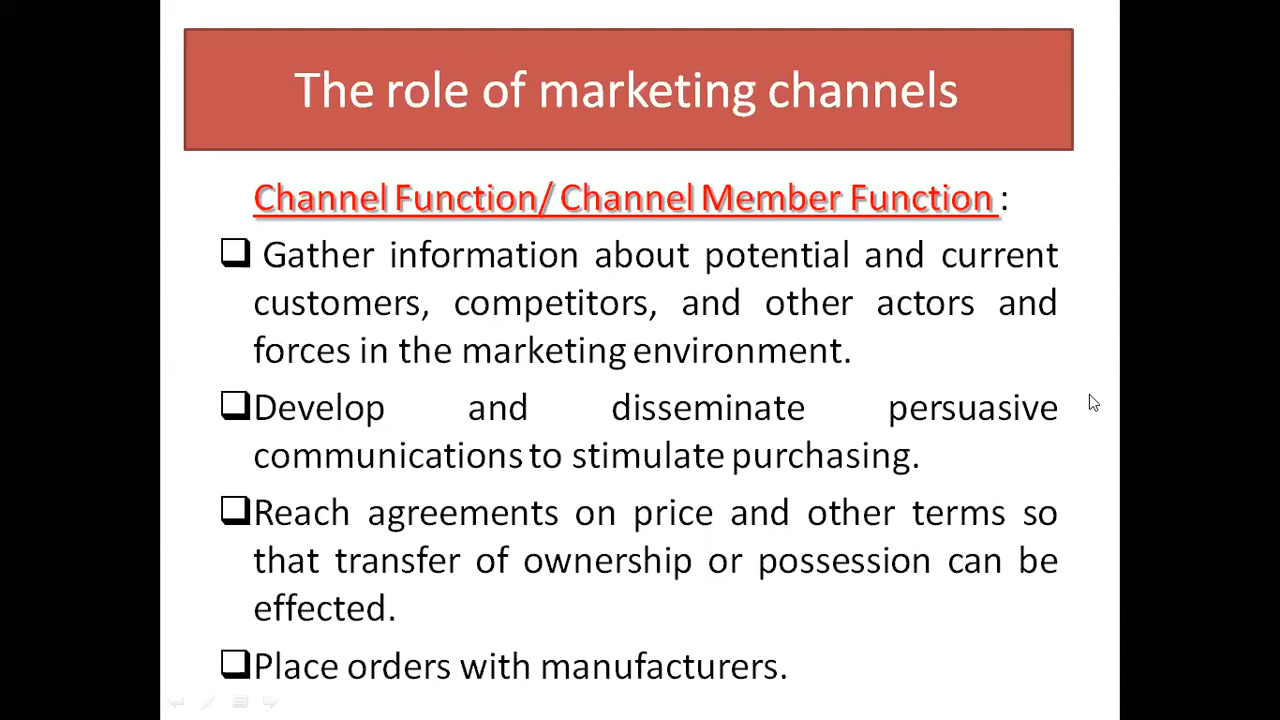 The role of marketing channels
Channel Function/ Channel Member Function :
Gather information about potential and current
customers, competitors, and other actors and
forces in the marketing environment.
Develop and disseminate persuasive
communications to stimulate purchasing.
Reach agreements on price and other terms so
that transfer of ownership or possession can be
effected.
Place orders with manufacturers.